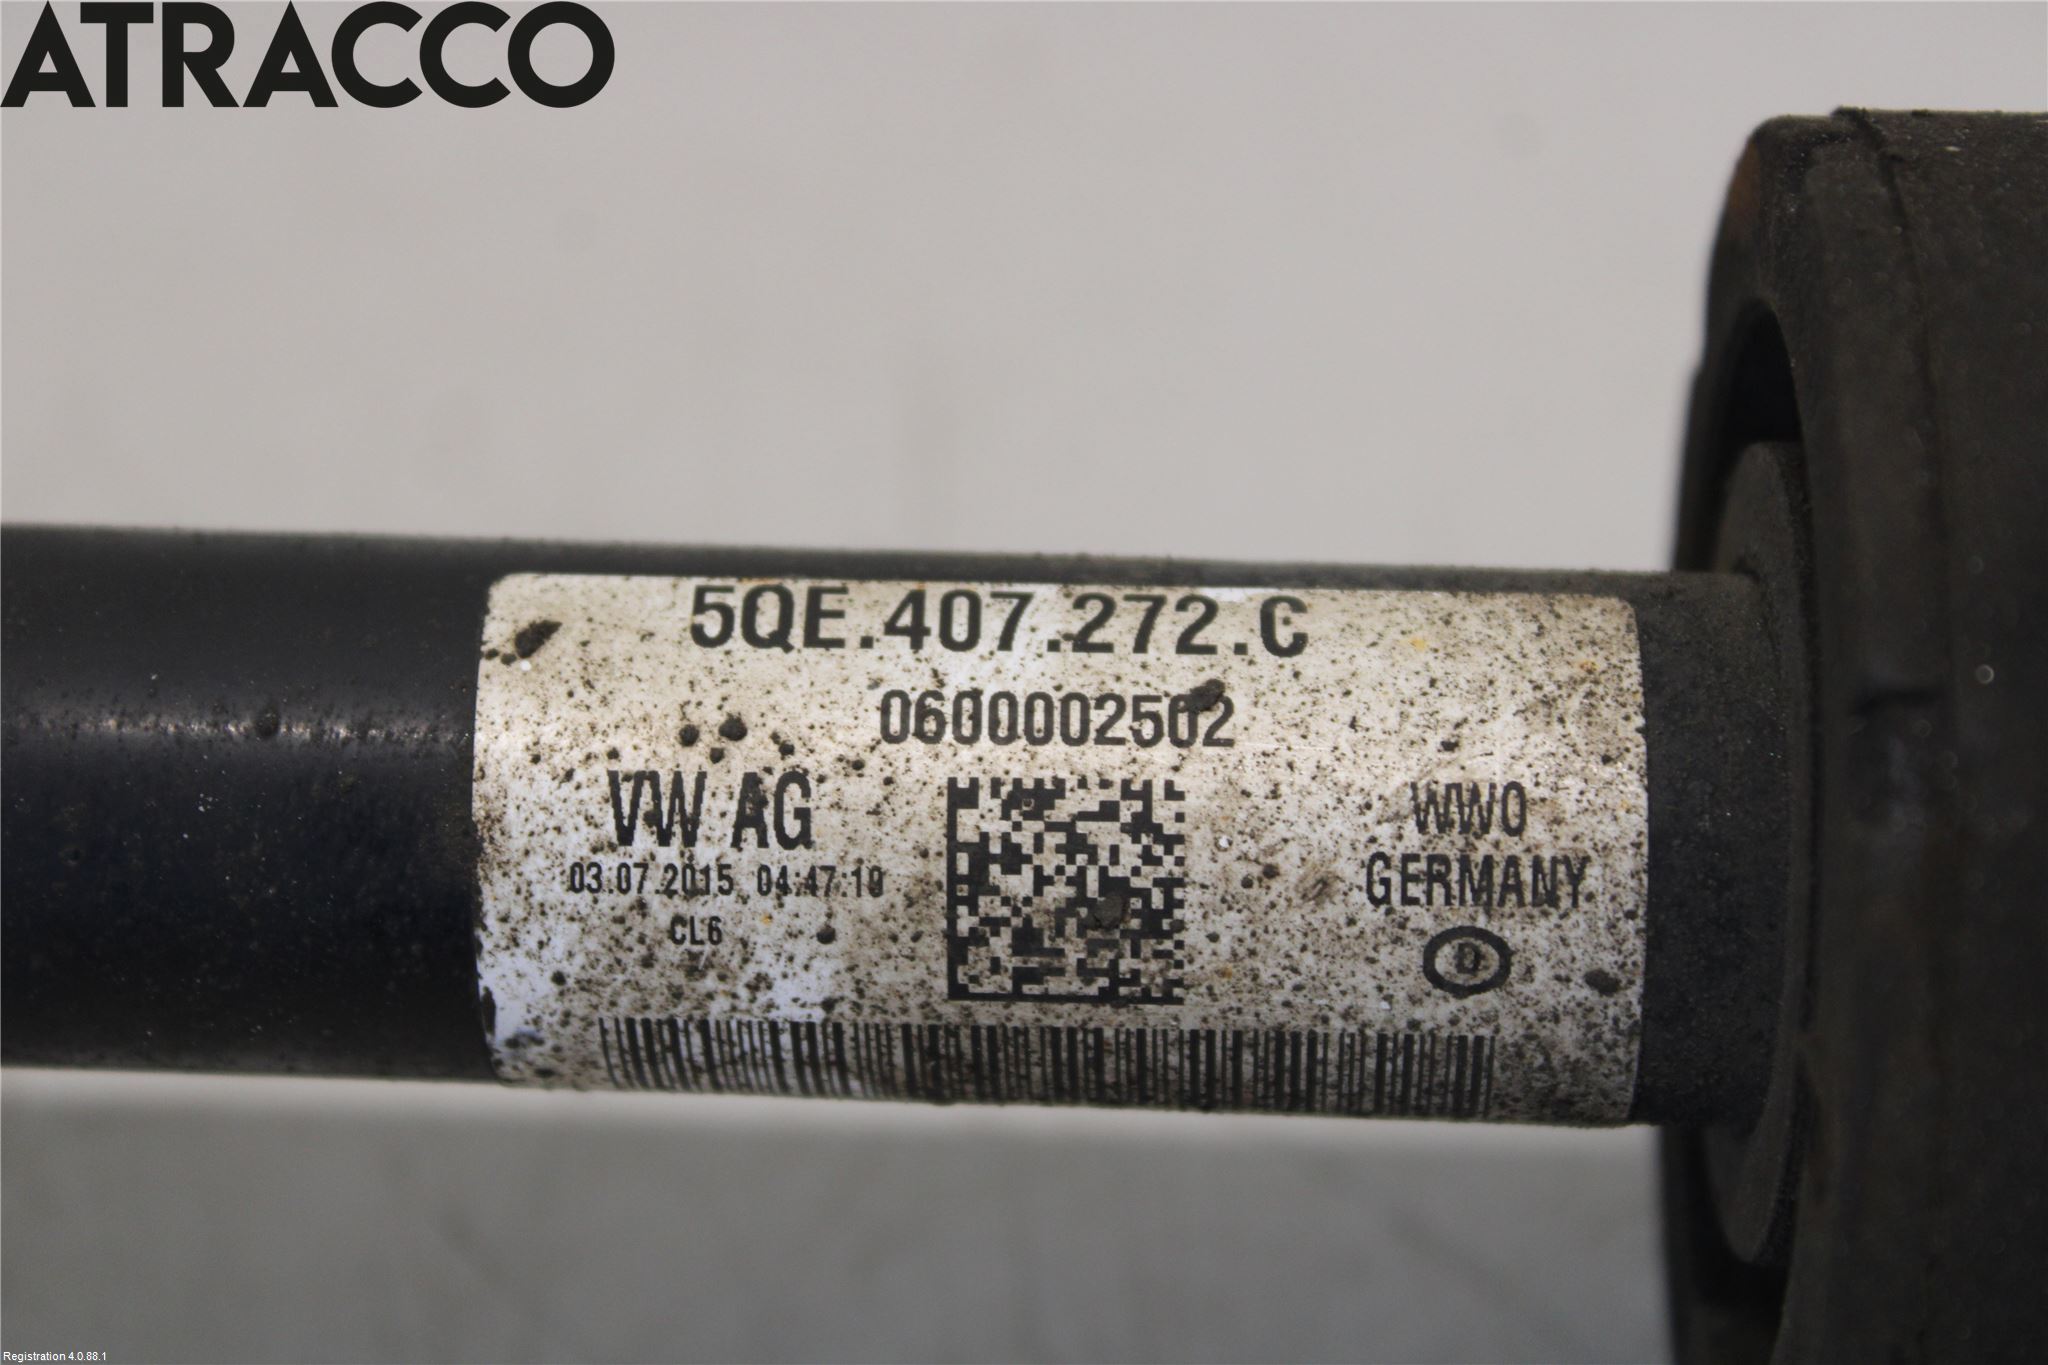 ATRACCO
5QE.407.272.C
0600002502
VW AG
WWO
03.07.2015 04:47:19
GERMANY
CL6
D
Registration 4.0.88.1